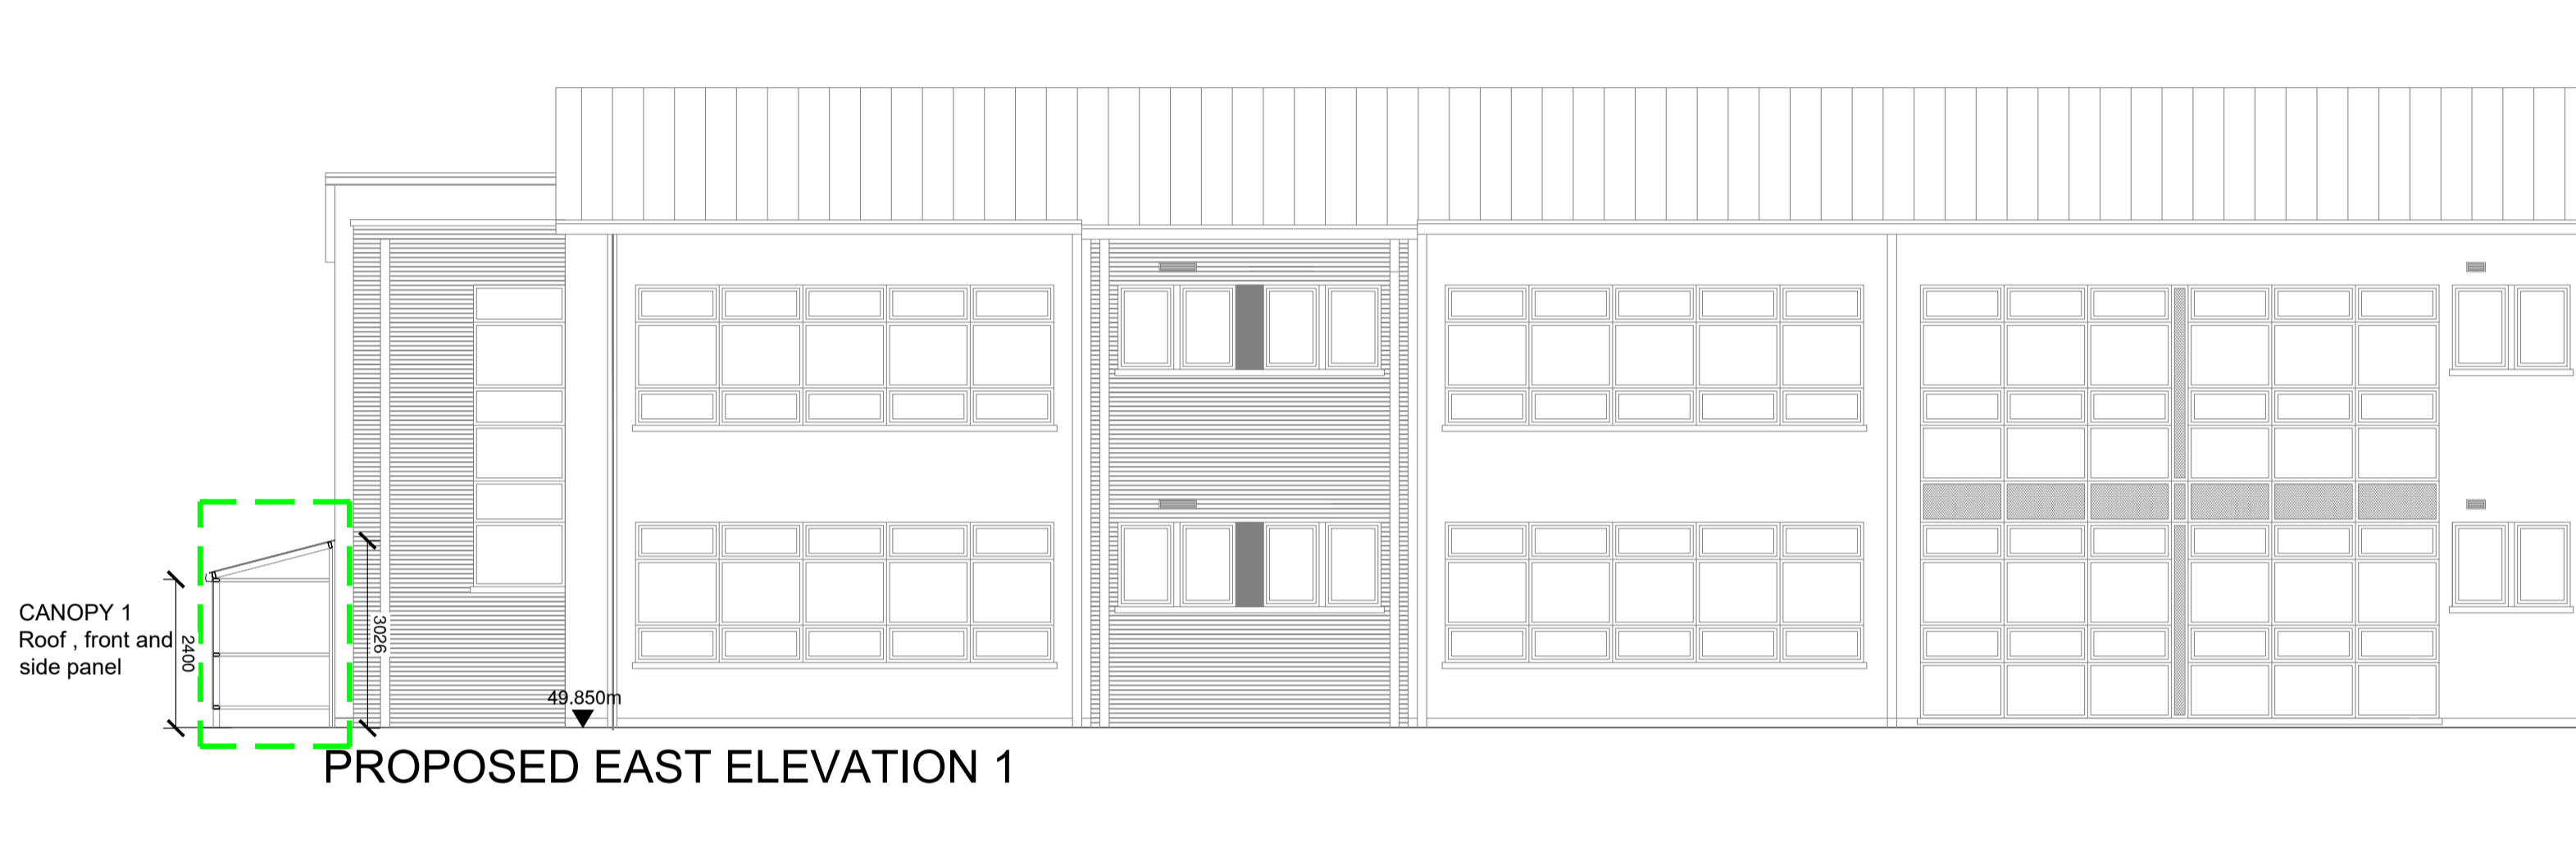 CANOPY 1
Roof , front and
side panel
2400
3026
49.850m
PROPOSED EAST ELEVATION 1